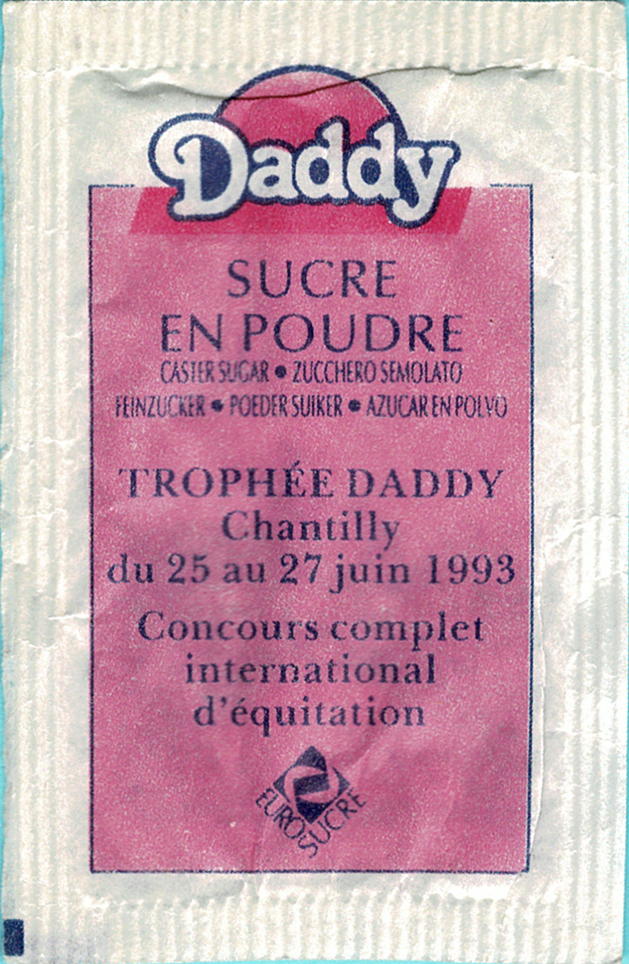 Daddy
SUCRE
EN POUDRE
CASTER SUGAR • ZUCCHERO SEMOLATO
FEINZUCKER • POEDER SUIKER • AZUCAR EN POLVO
TROPHÉE DADDY
Chantilly
du 25 au 27 juin 1993
Concours complet
international
d'équitation
EURO SUCRE